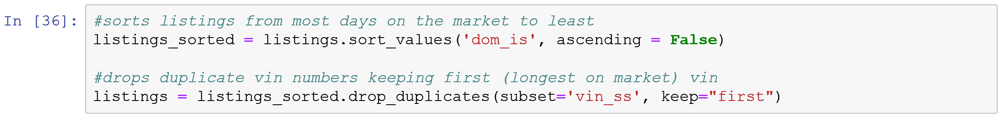 In [36]: #sorts listings from most days on the market to least
listings_sorted = listings.sort_values('dom_is', ascending = False)
#drops duplicate vin numbers keeping first (longest on market) vin
listings = listings_sorted.drop_duplicates(subset='vin_ss', keep="first")